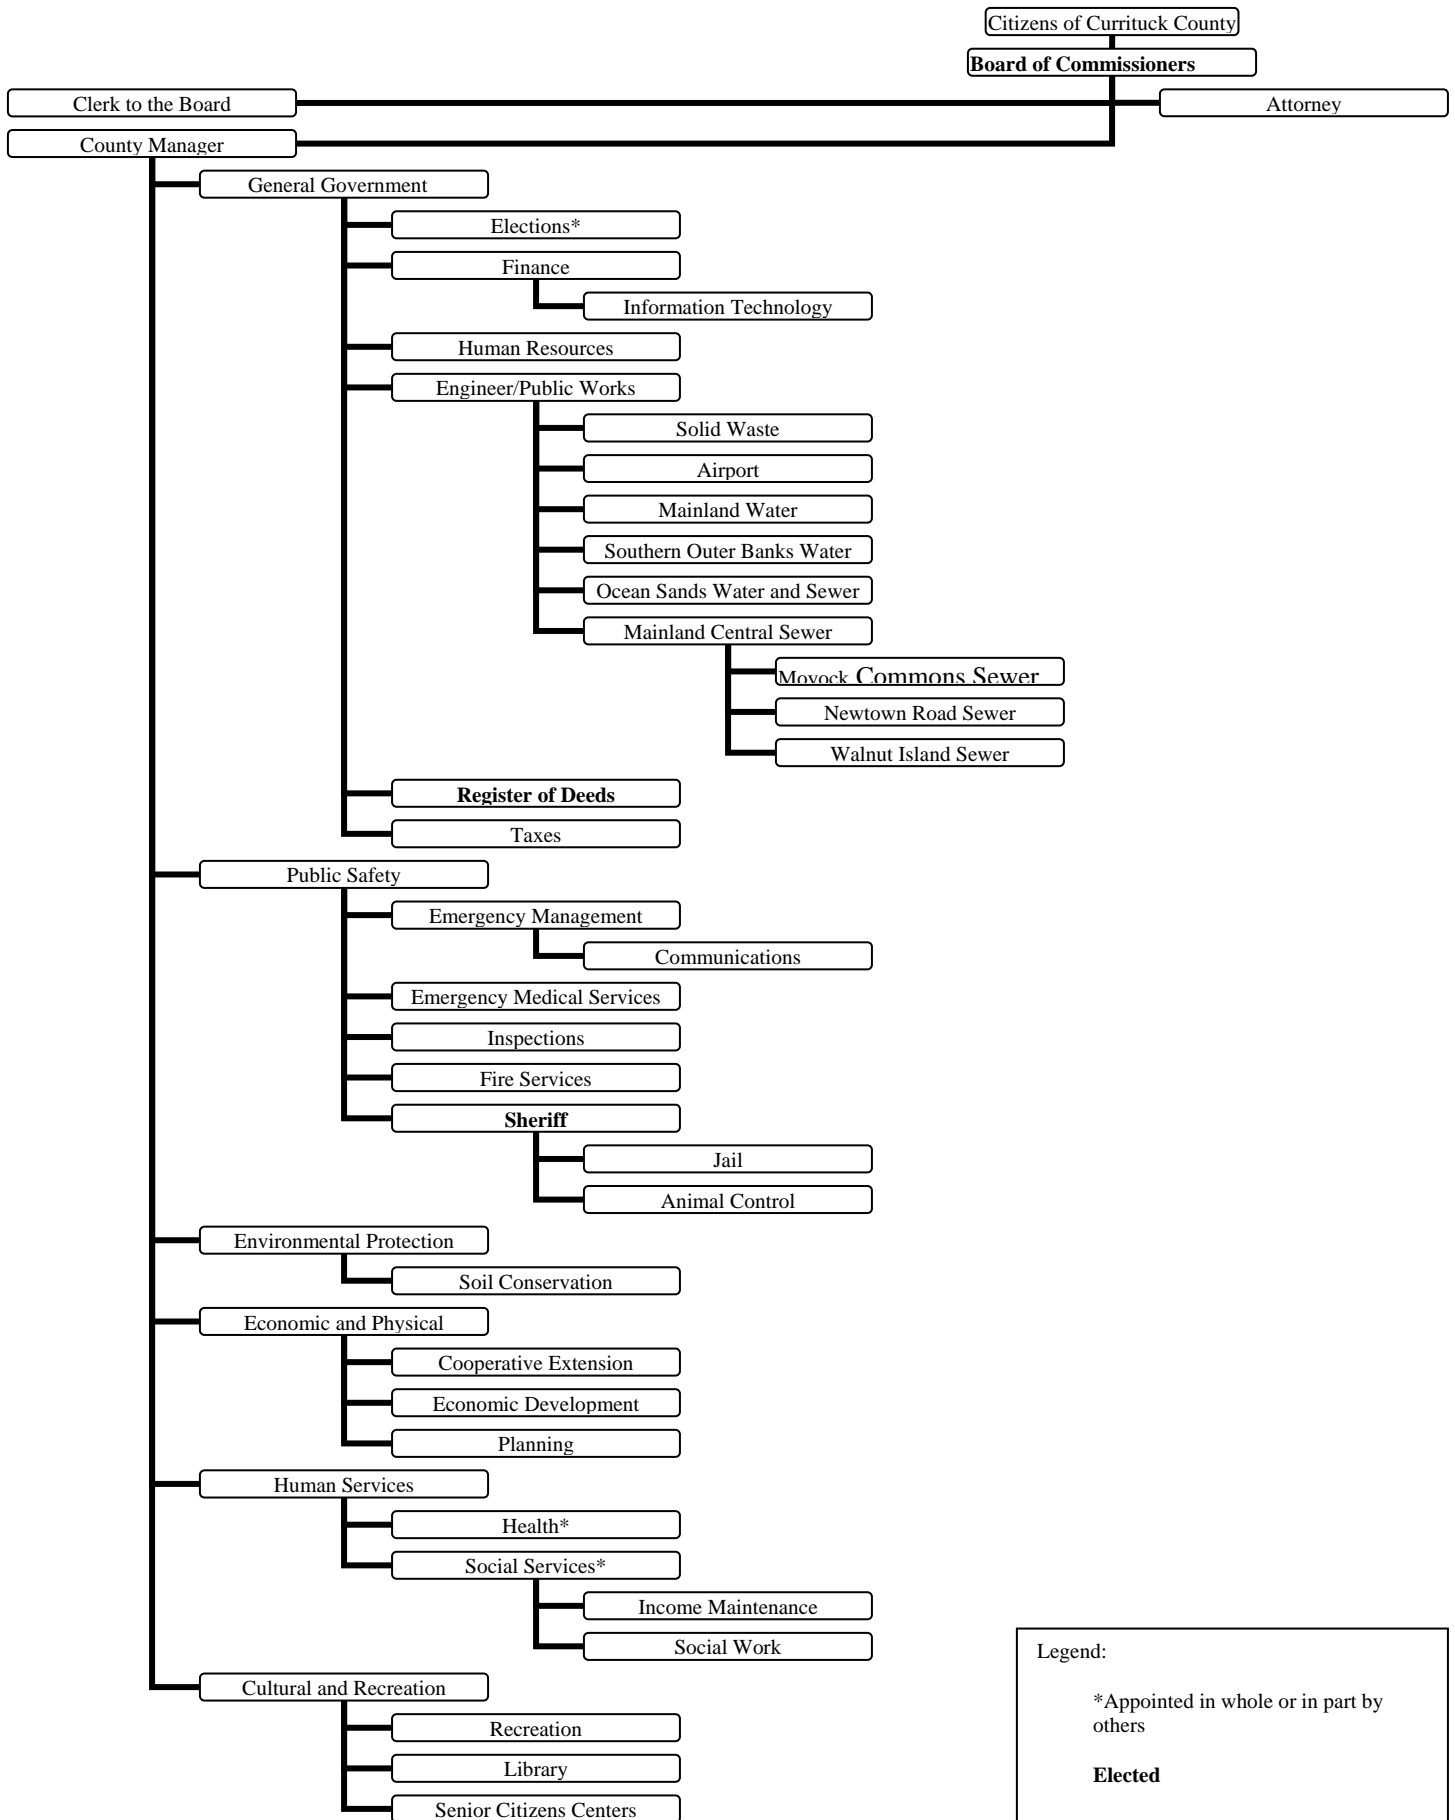 Citizens of Currituck County
Board of Commissioners
Clerk to the Board
Attorney
County Manager
General Government
Elections*
Finance
Information Technology
Human Resources
Engineer/Public Works
Solid Waste
Airport
Mainland Water
Southern Outer Banks Water
Ocean Sands Water and Sewer
Mainland Central Sewer
Moyock Commons Sewer
Newtown Road Sewer
Walnut Island Sewer
Register of Deeds
Taxes
Public Safety
Emergency Management
Communications
Emergency Medical Services
Inspections
Fire Services
Sheriff
Jail
Animal Control
Environmental Protection
Soil Conservation
Economic and Physical
Cooperative Extension
Economic Development
Planning
Human Services
Health*
Social Services*
Income Maintenance
Social Work
Cultural and Recreation
Recreation
Library
Senior Citizens Centers
Legend:
*Appointed in whole or in part by
others
Elected